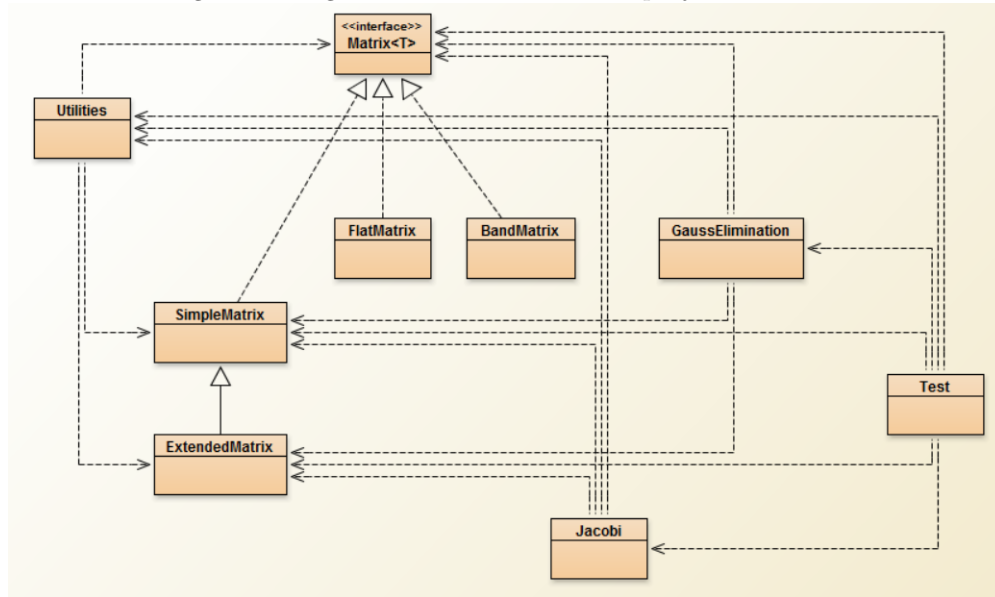 <<interface>>
Matrix<T>
Utilities
FlatMatrix
BandMatrix
GaussElimination
SimpleMatrix
Test
ExtendedMatrix
Jacobi